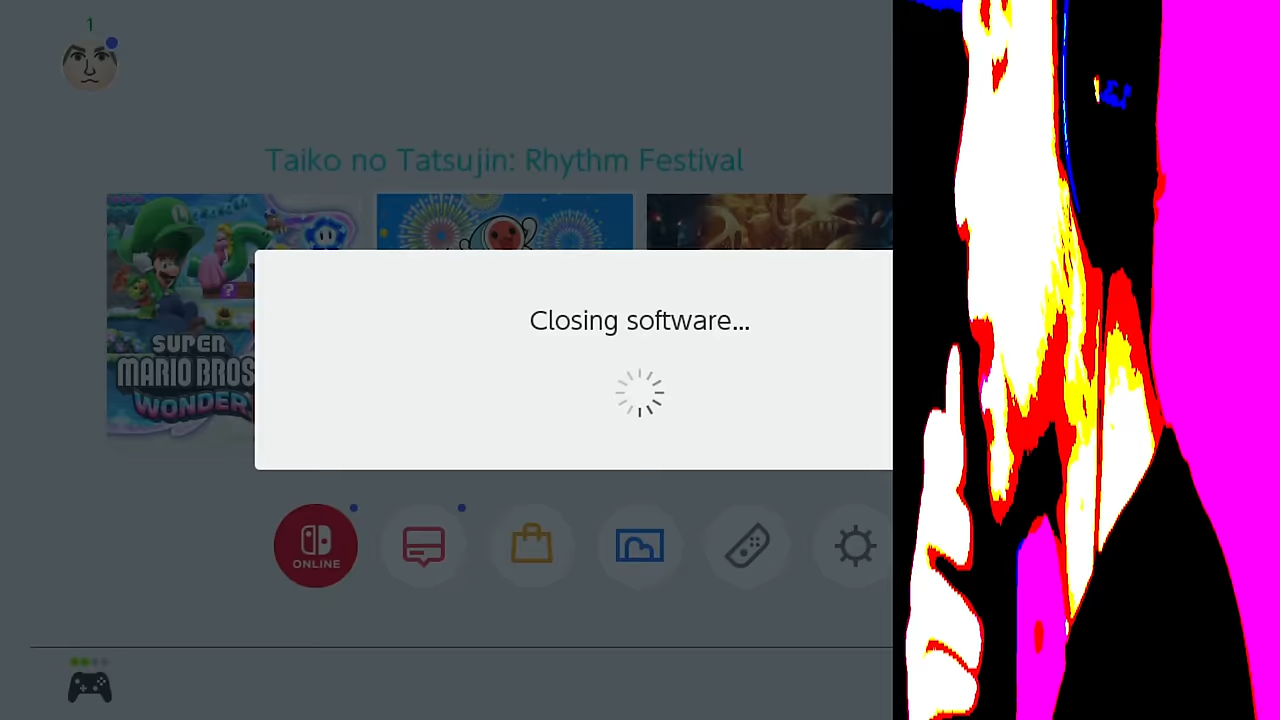 1
Taiko no Tatsujin: Rhythm Festival
SUPER
MARIO BROS
WONDER
Closing software...
ONLINE